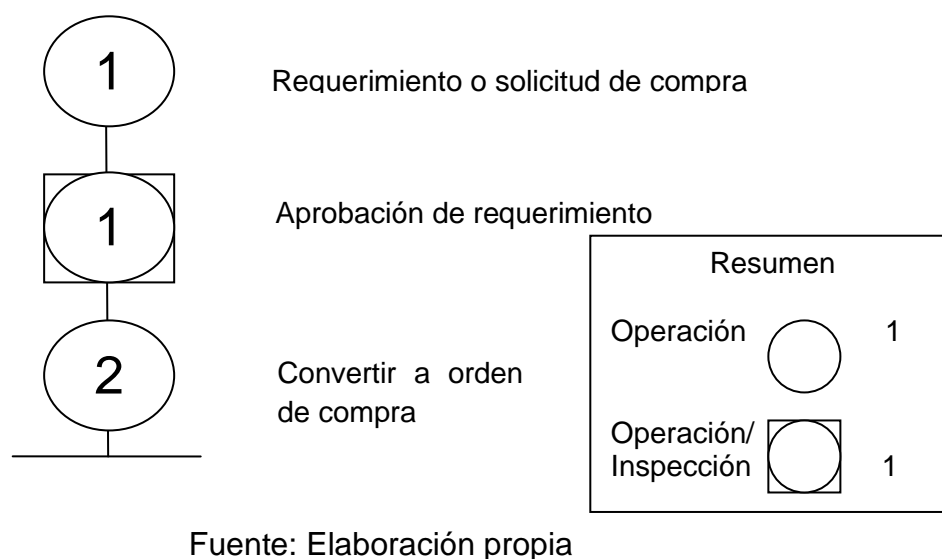 1
Requerimiento o solicitud de compra
1
Aprobación de requerimiento
2
Convertir a orden
de compra
Resumen
Operación 1
Operación/
Inspección 1
Fuente: Elaboración propia